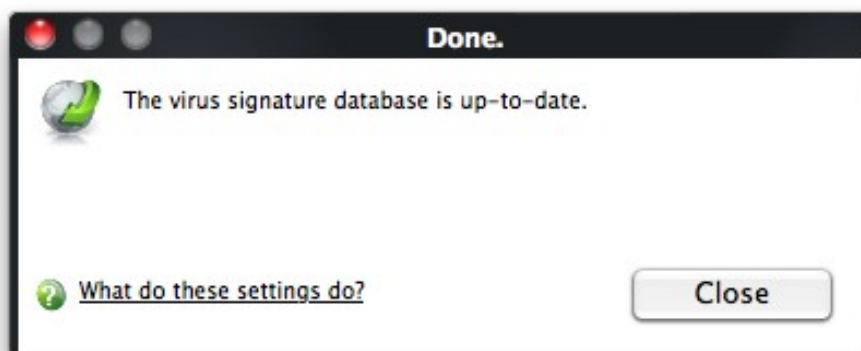 Done.
The virus signature database is up-to-date.
What do these settings do?
Close